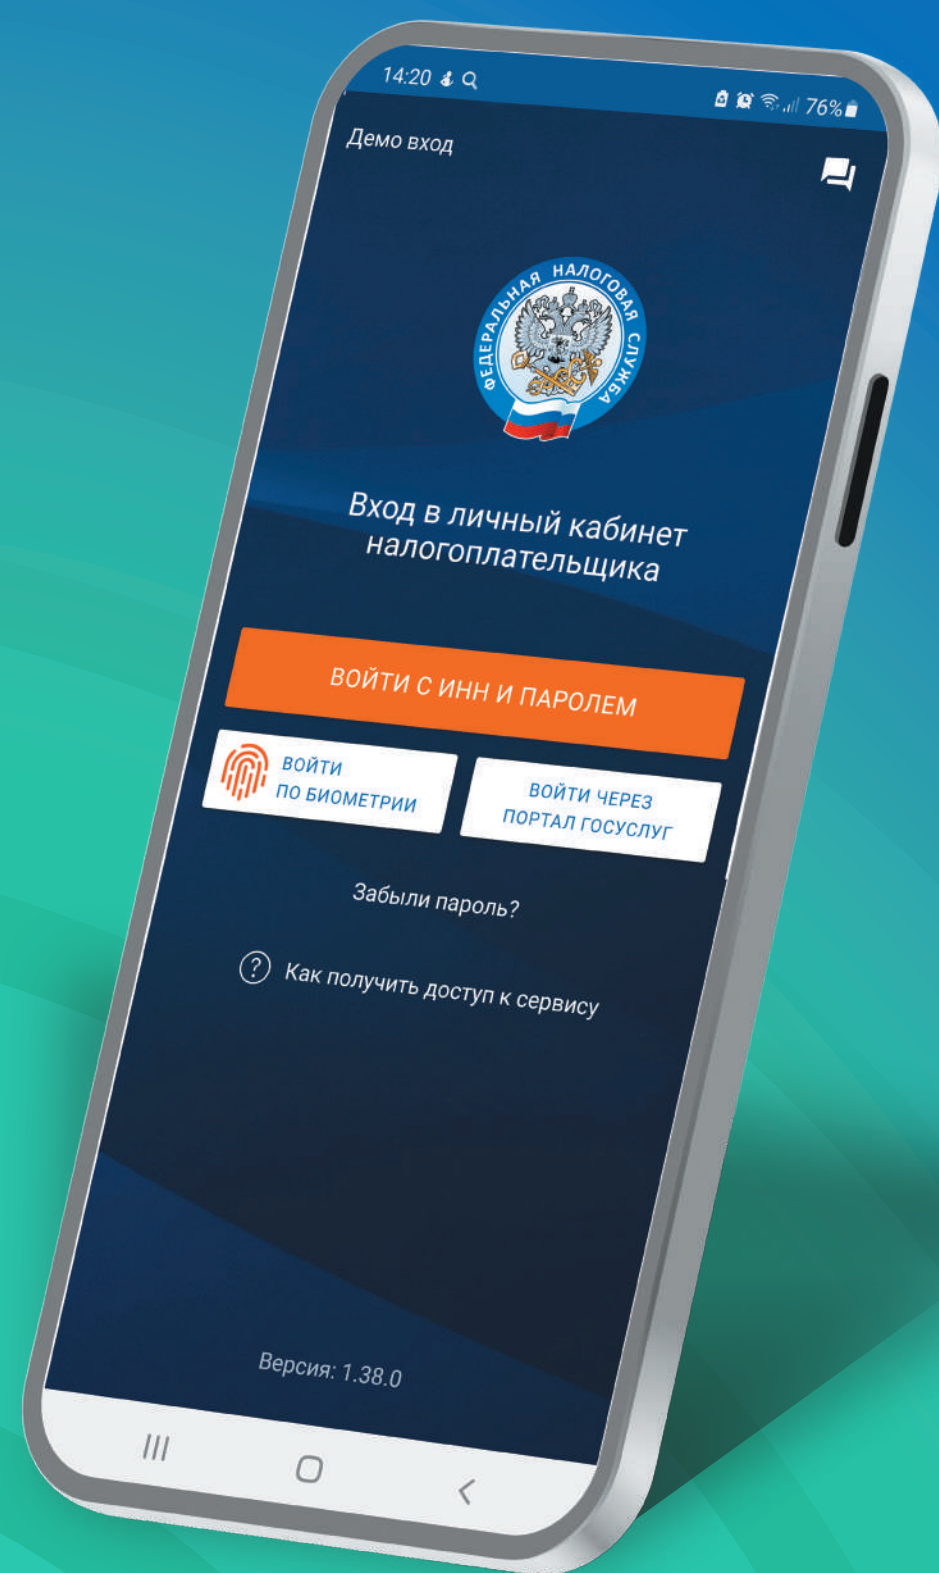 14:20
76%
Демо вход
ФЕДЕРАЛЬНАЯ НАЛОГОВАЯ СЛУЖБА
Вход в личный кабинет
налогоплательщика
ВОЙТИ С ИНН И ПАРОЛЕМ
ВОЙТИ
ПО БИОМЕТРИИ
ВОЙТИ ЧЕРЕЗ
ПОРТАЛ ГОСУСЛУГ
Забыли пароль?
? Как получить доступ к сервису
Версия: 1.38.0